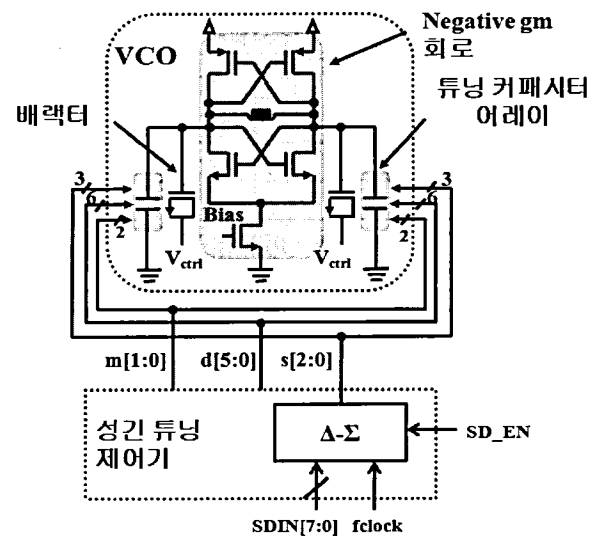 Negative gm
회로
VCO
튜닝 커패시터
어레이
배랙터
3
6
2
3
6
2
Bias
Vctrl
Vctrl
m[1:0]
d[5:0]
s[2:0]
성긴 튜닝
제어기
Δ-Σ
SD_EN
SDIN[7:0]
fclock